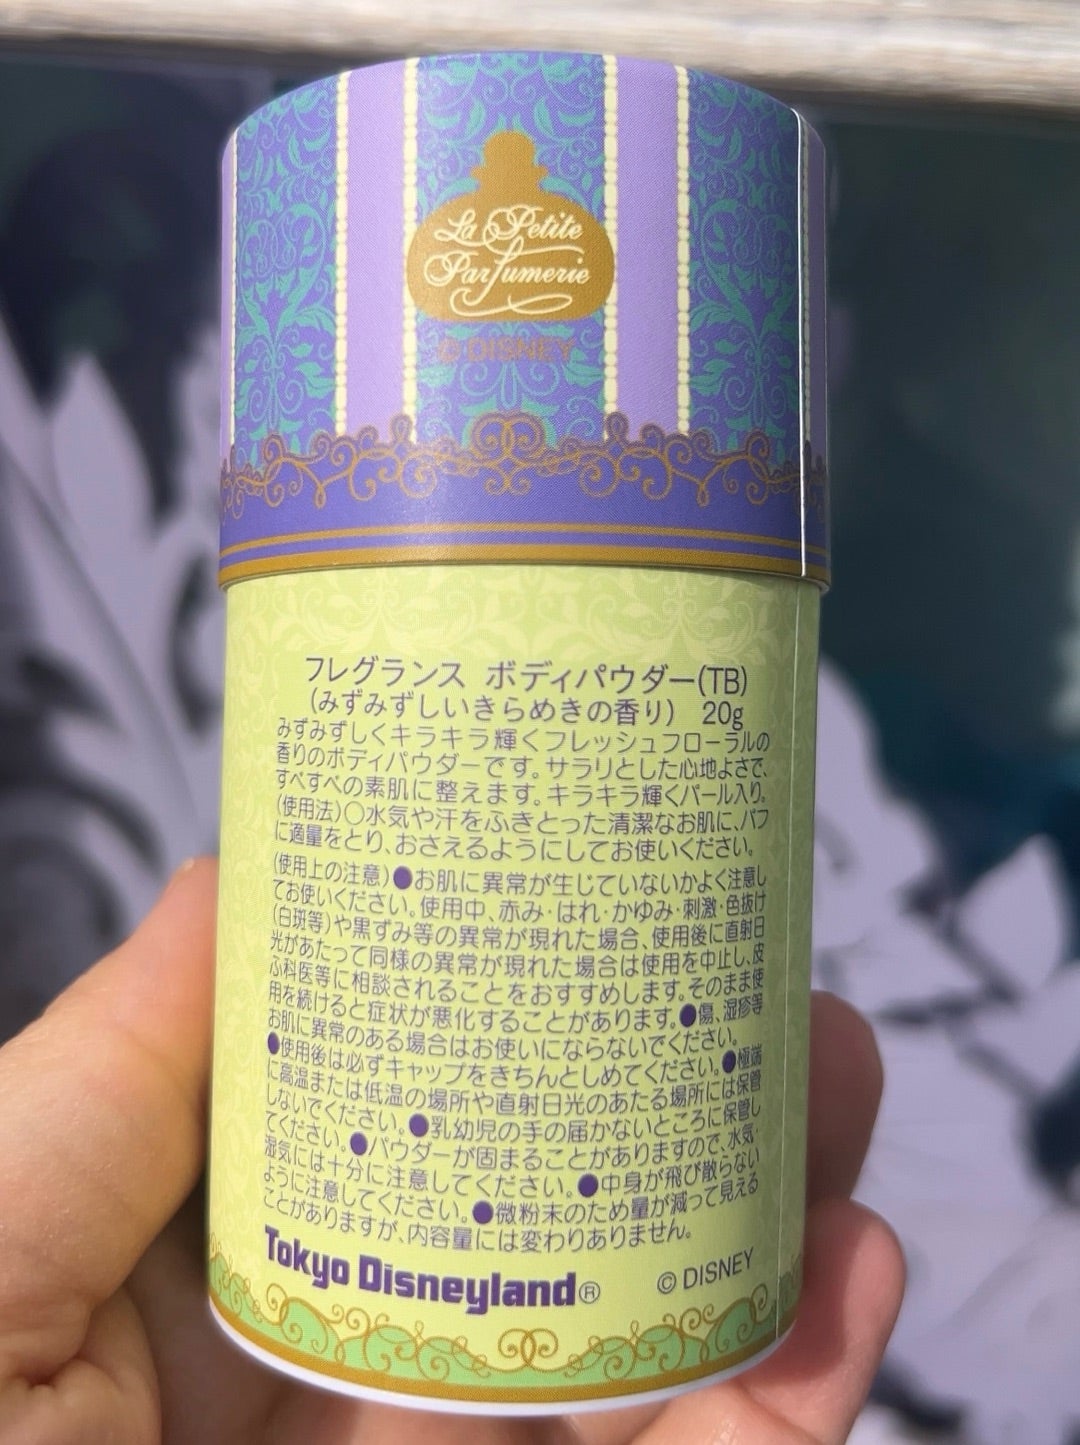 La Petite
Parfumerie
© DISNEY
フレグランス ボディパウダー(TB)
(みずみずしいきらめきの香り) 20g
みずみずしくキラキラ輝くフレッシュフローラルの
香りのボディパウダーです。サラリとした心地よさで、
すべすべの素肌に整えます。キラキラ輝くパール入り。
(使用法)○水気や汗をふきとった清潔なお肌に、パフ
に適量をとり、おさえるようにしてお使いください。
(使用上の注意)●お肌に異常が生じていないかよく注意し
てお使いください。使用中、赤み・はれ・かゆみ・刺激・色抜け
(白斑等)や黒ずみ等の異常が現れた場合、使用後に直射日
光があたって同様の異常が現れた場合は使用を中止し、皮
ふ科医等に相談されることをおすすめします。そのまま使
用を続けると症状が悪化することがあります。●傷、湿疹等
お肌に異常のある場合はお使いにならないでください。
●使用後は必ずキャップをきちんとしめてください。●極端
に高温または低温の場所や直射日光のあたる場所には保管
しないでください。●乳幼児の手の届かないところに保管し
てください。●パウダーが固まることがありますので、水気・
湿気には十分に注意してください。●中身が飛び散らない
ように注意してください。●微粉末のため量が減って見える
ことがありますが、内容量には変わりありません。
Tokyo Disneyland® © DISNEY